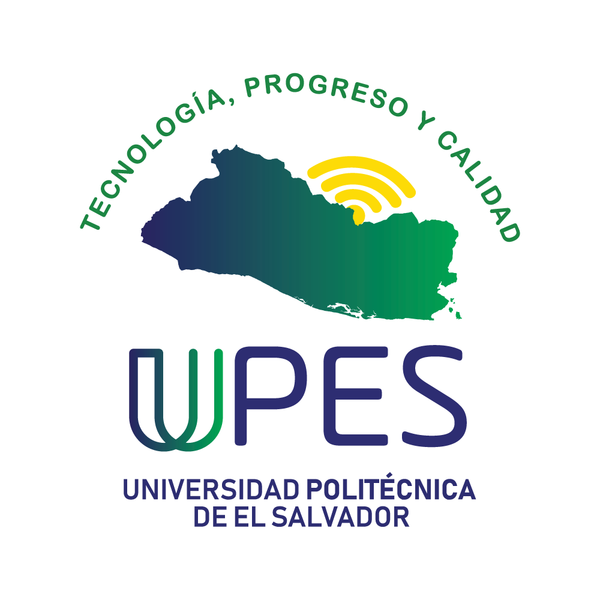 TECNOLOGÍA, PROGRESO Y CALIDAD
UPES
UNIVERSIDAD POLITÉCNICA
DE EL SALVADOR